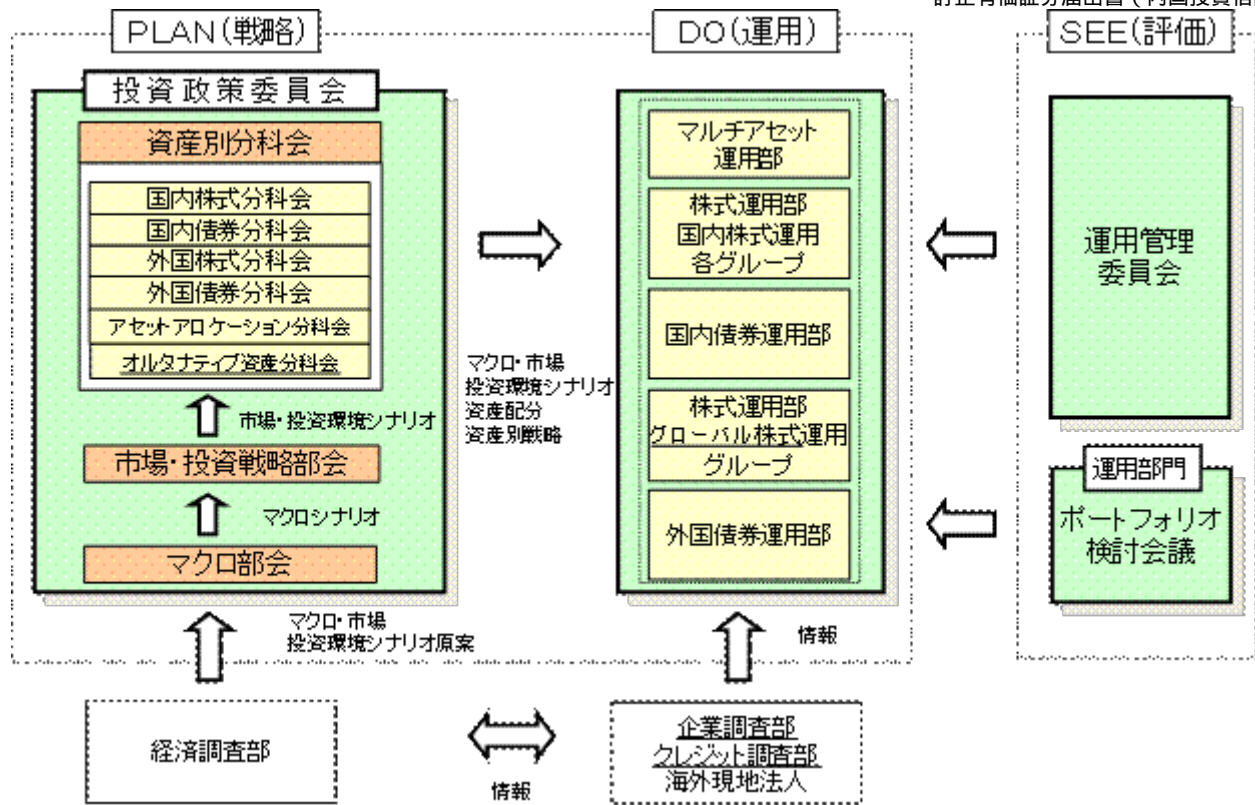 訂正有価証券届出書（内国投資信
PLAN(戦略)
投資政策委員会
資産別分科会
国内株式分科会
国内債券分科会
外国株式分科会
外国債券分科会
アセットアロケーション分科会
オルタナティブ資産分科会
市場・投資環境シナリオ
市場・投資戦略部会
マクロシナリオ
マクロ部会
マクロ・市場
投資環境シナリオ原案
経済調査部
マクロ・市場
投資環境シナリオ
資産配分
資産別戦略
DO(運用)
マルチアセット
運用部
株式運用部
国内株式運用
各グループ
国内債券運用部
株式運用部
グローバル株式運用
グループ
外国債券運用部
情報
情報
企業調査部
クレジット調査部
海外現地法人
SEE(評価)
運用管理
委員会
運用部門
ポートフォリオ
検討会議